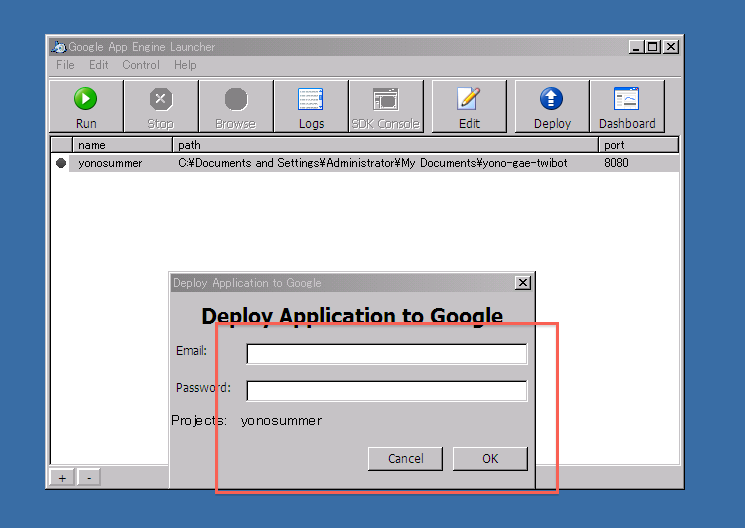 Google App Engine Launcher
File Edit Control Help
Run Stop Browse Logs SDK Console Edit Deploy Dashboard
name path port
yonosummer C:¥Documents and Settings¥Administrator¥My Documents¥yono-gae-twibot 8080
Deploy Application to Google
Deploy Application to Google
Email:
Password:
Projects: yonosummer
Cancel OK
+ -